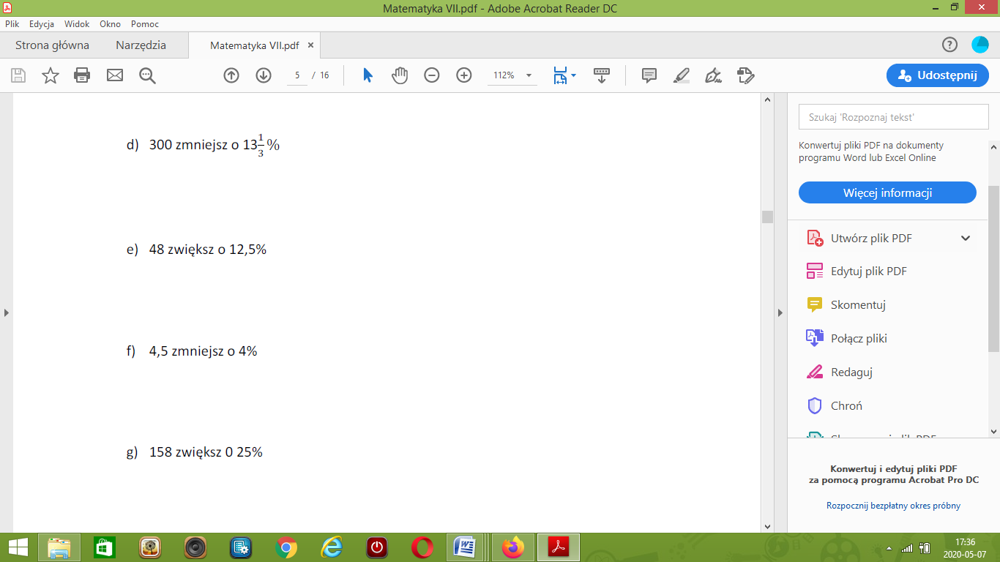 Matematyka VII.pdf - Adobe Acrobat Reader DC
Plik Edycja Widok Okno Pomoc
Strona główna Narzędzia Matematyka VII.pdf ×
5 / 16 112% Udostępnij
d) 300 zmniejsz o 13 1/3 %
e) 48 zwiększ o 12,5%
f) 4,5 zmniejsz o 4%
g) 158 zwiększ 0 25%
Szukaj 'Rozpoznaj tekst'
Konwertuj pliki PDF na dokumenty
programu Word lub Excel Online
Więcej informacji
Utwórz plik PDF
Edytuj plik PDF
Skomentuj
Połącz pliki
Redaguj
Chroń
Konwertuj i edytuj pliki PDF
za pomocą programu Acrobat Pro DC
Rozpocznij bezpłatny okres próbny
17:36
2020-05-07